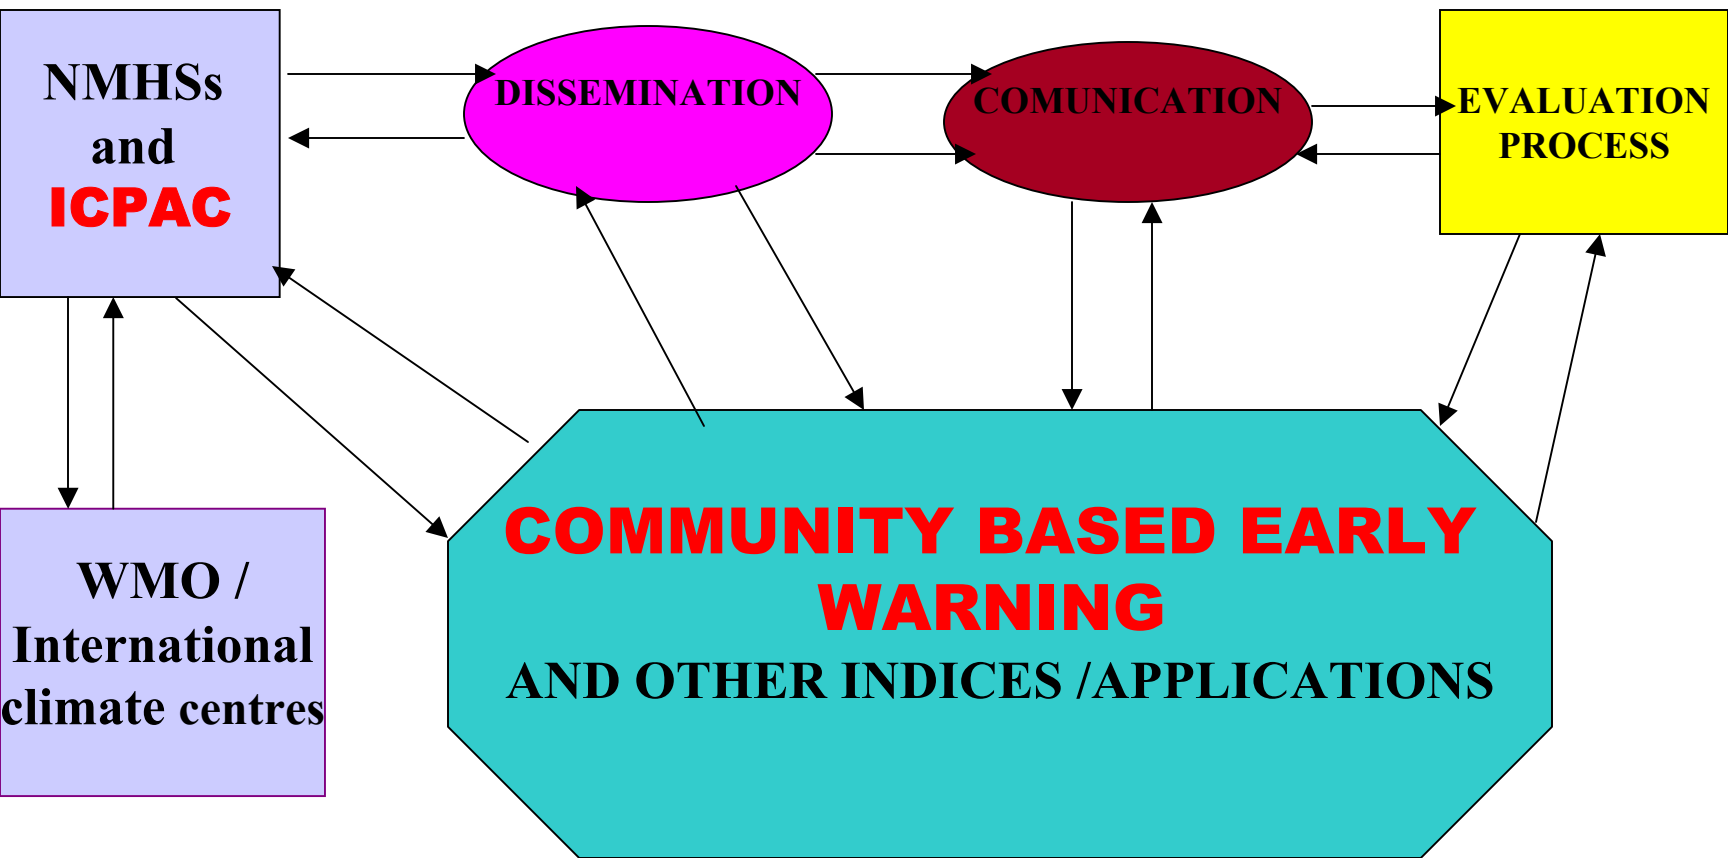 NMHSs
and
ICPAC
DISSEMINATION
COMUNICATION
EVALUATION
PROCESS
WMO /
International
climate centres
COMMUNITY BASED EARLY
WARNING
AND OTHER INDICES /APPLICATIONS